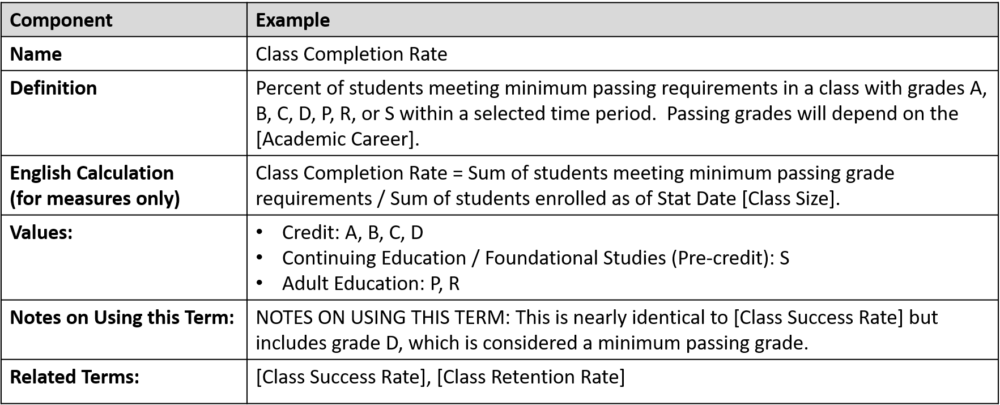 Component
Example
Name
Class Completion Rate
Definition
Percent of students meeting minimum passing requirements in a class with grades A,
B, C, D, P, R, or S within a selected time period.  Passing grades will depend on the
[Academic Career].
English Calculation
(for measures only)
Class Completion Rate = Sum of students meeting minimum passing grade
requirements / Sum of students enrolled as of Stat Date [Class Size].
Values:
• Credit: A, B, C, D
• Continuing Education / Foundational Studies (Pre-credit): S
• Adult Education: P, R
Notes on Using this Term:
NOTES ON USING THIS TERM: This is nearly identical to [Class Success Rate] but
includes grade D, which is considered a minimum passing grade.
Related Terms:
[Class Success Rate], [Class Retention Rate]